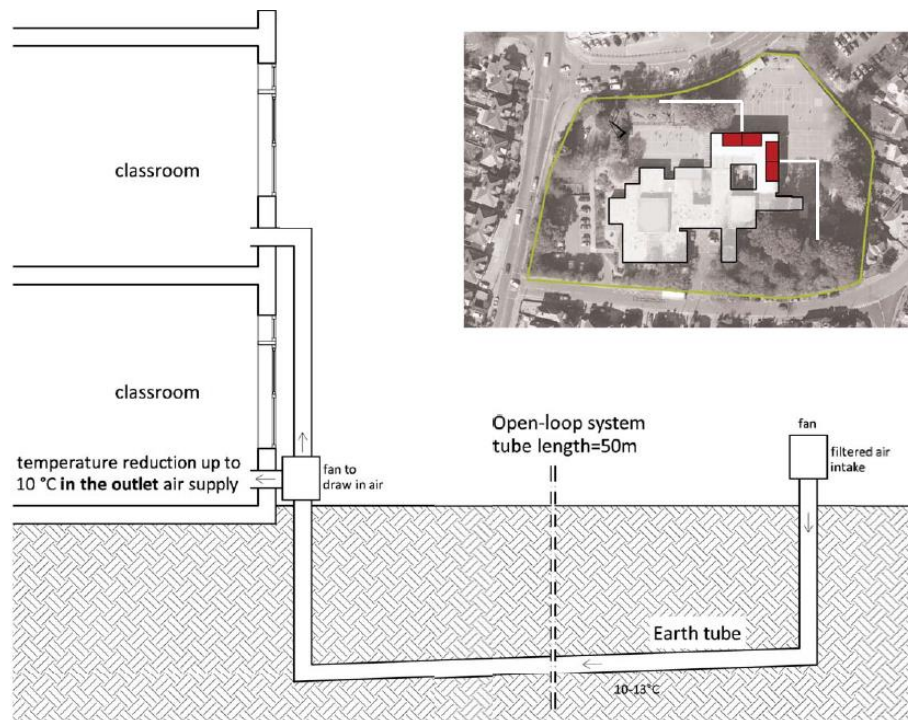 classroom
classroom
temperature reduction up to
10 °C in the outlet air supply
fan to
draw in air
Open-loop system
tube length=50m
fan
filtered air
intake
Earth tube
10-13°C